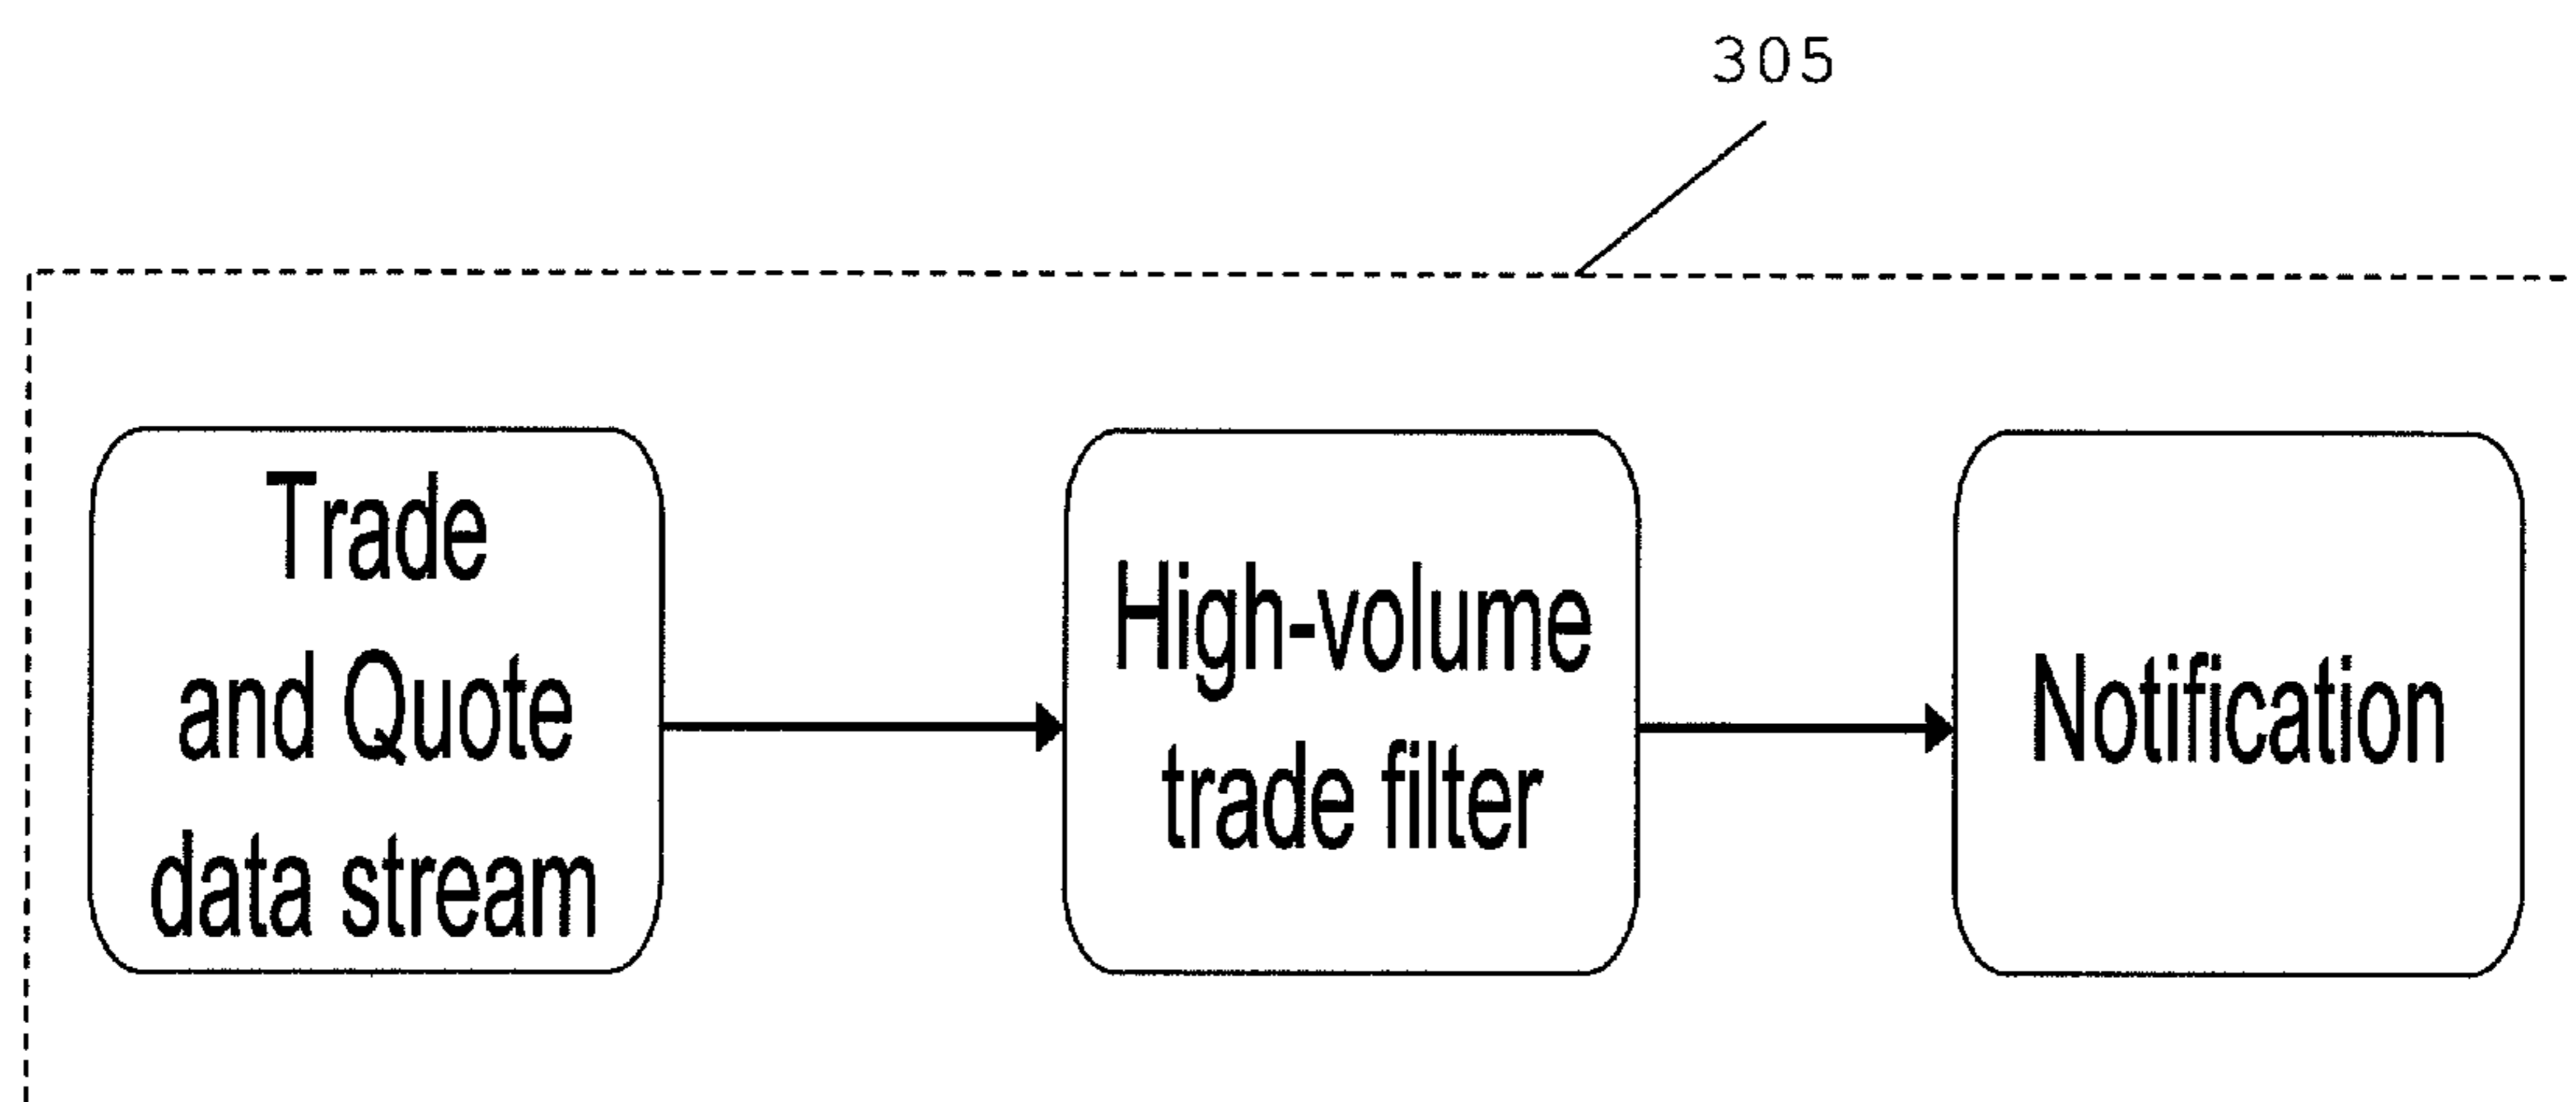 305
Trade
and Quote
data stream
High-volume
trade filter
Notification